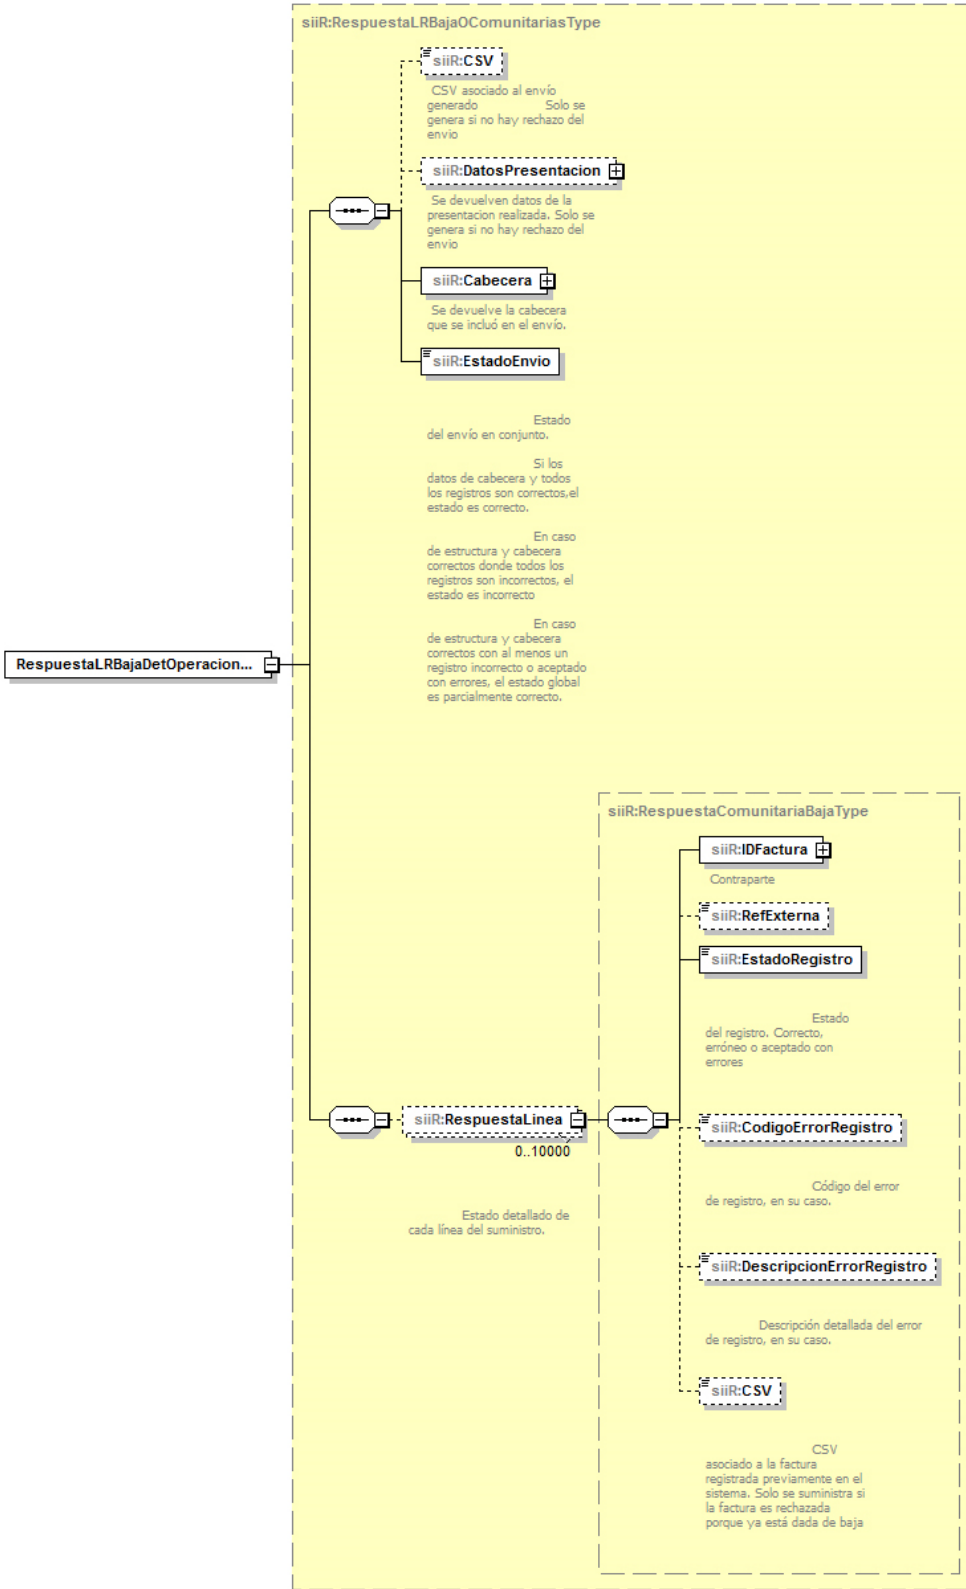 siiR:RespuestaLRBajaOComunitariasType
siiR:CSV
CSV asociado al envío
generado Solo se
genera si no hay rechazo del
envio
siiR:DatosPresentacion
Se devuelven datos de la
presentacion realizada. Solo se
genera si no hay rechazo del
envio
siiR:Cabecera
Se devuelve la cabecera
que se incluó en el envío.
siiR:EstadoEnvio
Estado
del envío en conjunto.
Si los
datos de cabecera y todos
los registros son correctos,el
estado es correcto.
En caso
de estructura y cabecera
correctos donde todos los
registros son incorrectos, el
estado es incorrecto
En caso
de estructura y cabecera
correctos con al menos un
registro incorrecto o aceptado
con errores, el estado global
es parcialmente correcto.
RespuestaLRBajaDetOperacion...
siiR:RespuestaComunitariaBajaType
siiR:IDFactura
Contraparte
siiR:RefExterna
siiR:EstadoRegistro
Estado
del registro. Correcto,
erróneo o aceptado con
errores
siiR:RespuestaLinea
0..10000
Estado detallado de
cada línea del suministro.
siiR:CodigoErrorRegistro
Código del error
de registro, en su caso.
siiR:DescripcionErrorRegistro
Descripción detallada del error
de registro, en su caso.
siiR:CSV
CSV
asociado a la factura
registrada previamente en el
sistema. Solo se suministra si
la factura es rechazada
porque ya está dada de baja